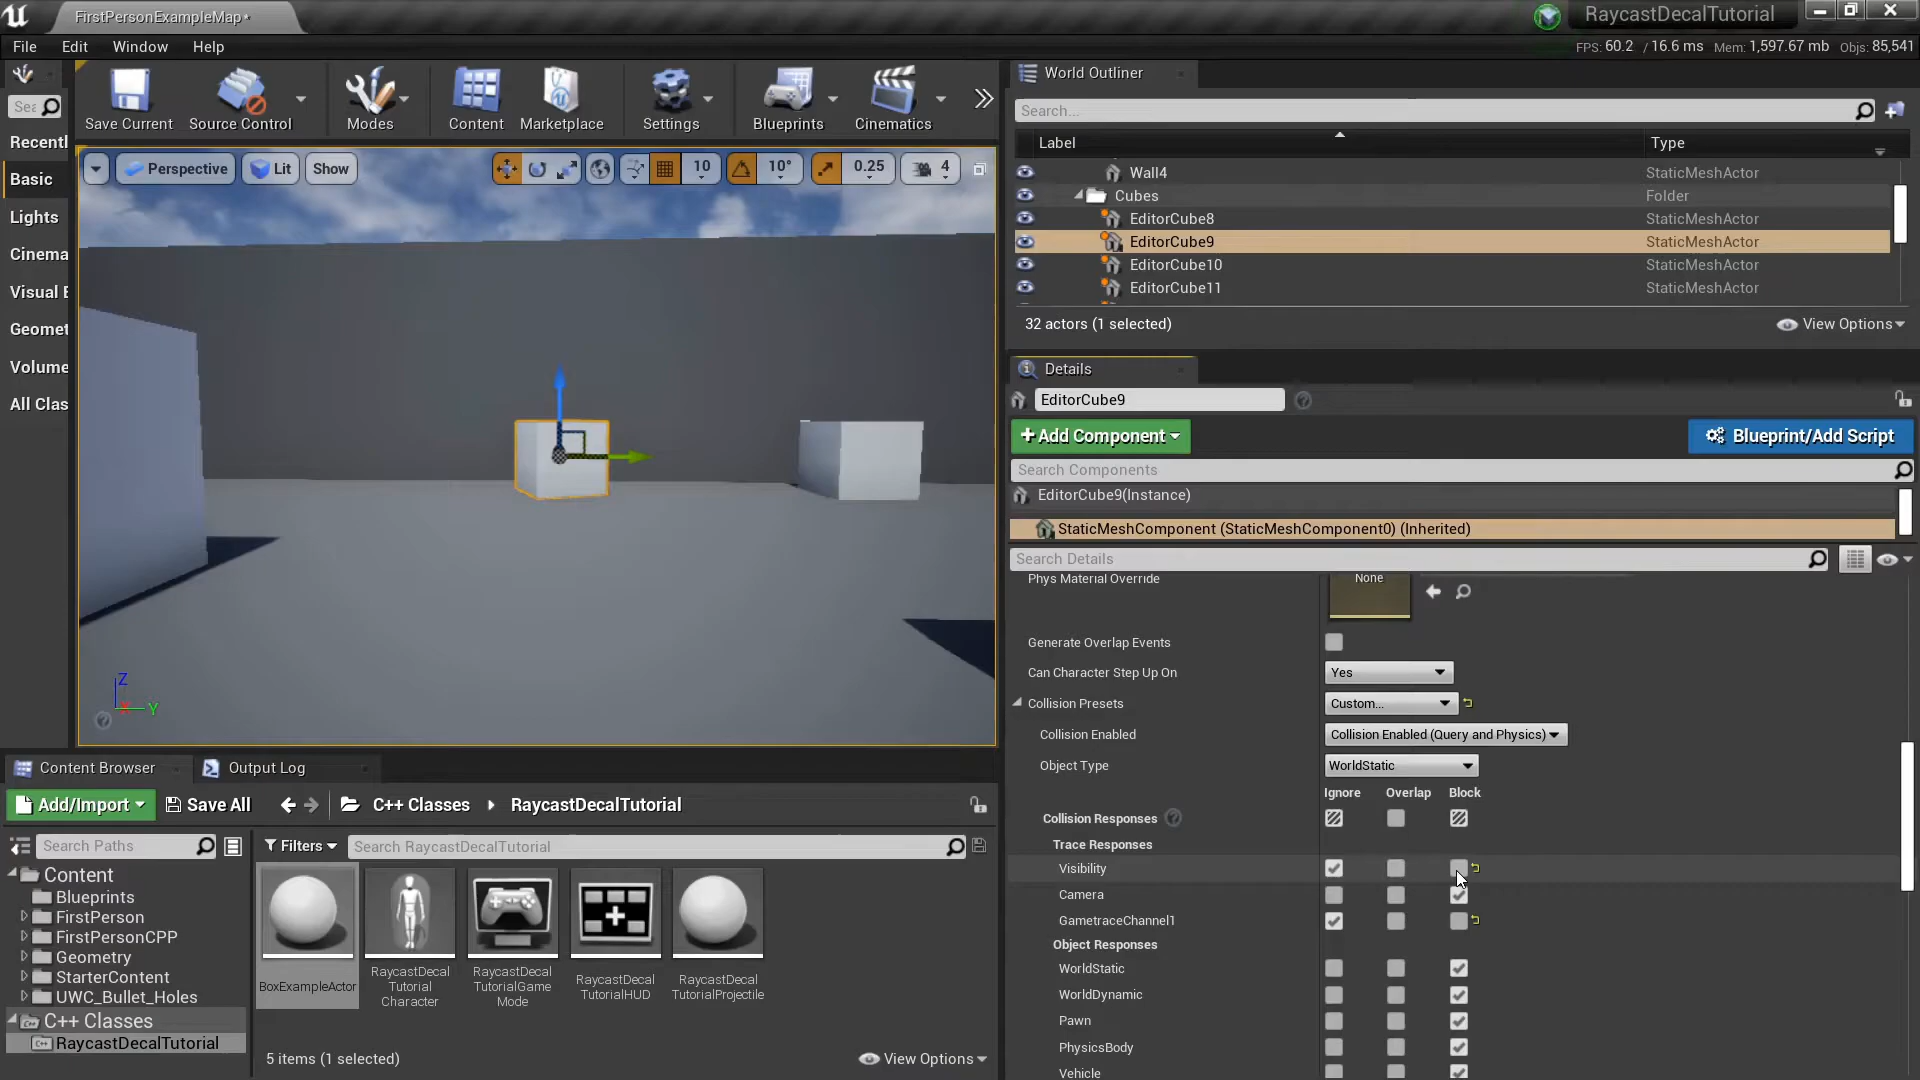 FirstPersonExampleMap*
RaycastDecalTutorial
File Edit Window Help
FPS: 60.2 / 16.6 ms Mem: 1,597.67 mb Objs: 85,541
Save Current Source Control Modes Content Marketplace Settings Blueprints Cinematics
Sea
Recentl
Basic
Lights
Cinema
Visual E
Geomet
Volume
All Clas
Perspective Lit Show 10 10° 0.25 4
Z
X Y
World Outliner
Search...
Label Type
Wall4 StaticMeshActor
Cubes Folder
EditorCube8 StaticMeshActor
EditorCube9 StaticMeshActor
EditorCube10 StaticMeshActor
EditorCube11 StaticMeshActor
32 actors (1 selected) View Options
Details
EditorCube9
+ Add Component Blueprint/Add Script
Search Components
EditorCube9(Instance)
StaticMeshComponent (StaticMeshComponent0) (Inherited)
Search Details
Phys Material Override None
Generate Overlap Events
Can Character Step Up On Yes
Collision Presets Custom...
Collision Enabled Collision Enabled (Query and Physics)
Object Type WorldStatic
Ignore Overlap Block
Collision Responses
Trace Responses
Visibility
Camera
GametraceChannel1
Object Responses
WorldStatic
WorldDynamic
Pawn
PhysicsBody
Vehicle
Content Browser Output Log
Add/Import Save All C++ Classes RaycastDecalTutorial
Search Paths Filters Search RaycastDecalTutorial
Content
Blueprints
FirstPerson
FirstPersonCPP
Geometry
StarterContent
UWC_Bullet_Holes
C++ Classes
RaycastDecalTutorial
BoxExampleActor
RaycastDecal
Tutorial
Character
RaycastDecal
TutorialGame
Mode
RaycastDecal
TutorialHUD
RaycastDecal
TutorialProjectile
5 items (1 selected) View Options